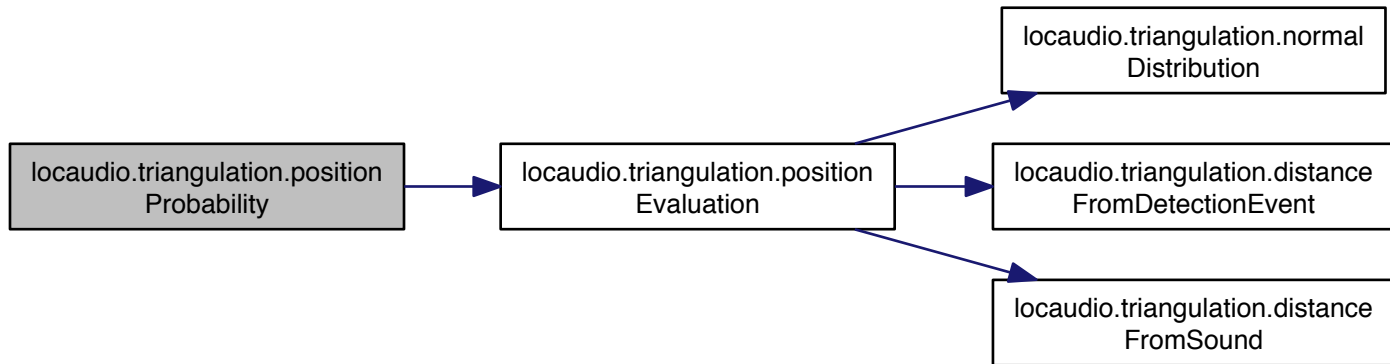 locaudio.triangulation.position
Probability
locaudio.triangulation.position
Evaluation
locaudio.triangulation.normal
Distribution
locaudio.triangulation.distance
FromDetectionEvent
locaudio.triangulation.distance
FromSound